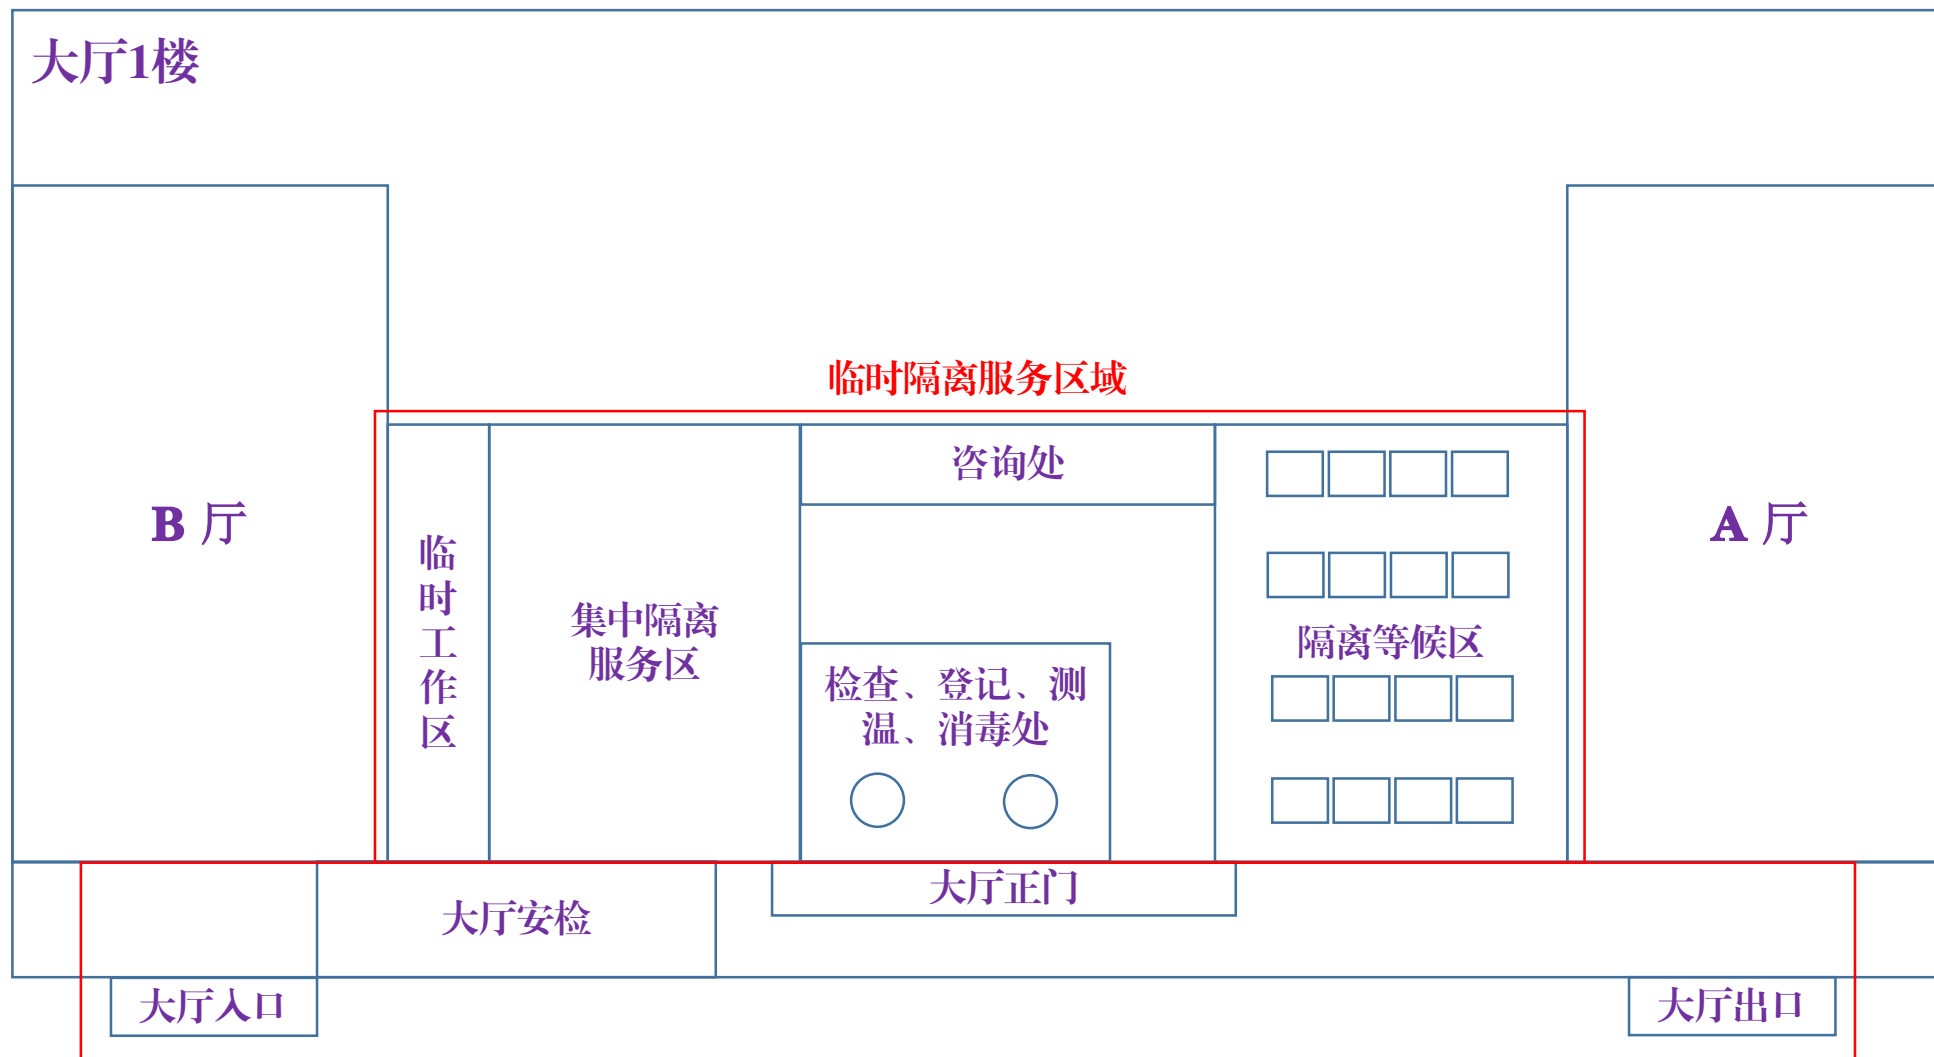 大厅1楼
临时隔离服务区域
咨询处
B 厅
A 厅
临
时
工
作
区
集中隔离
服务区
隔离等候区
检查、登记、测
温、消毒处
大厅正门
大厅安检
大厅入口
大厅出口